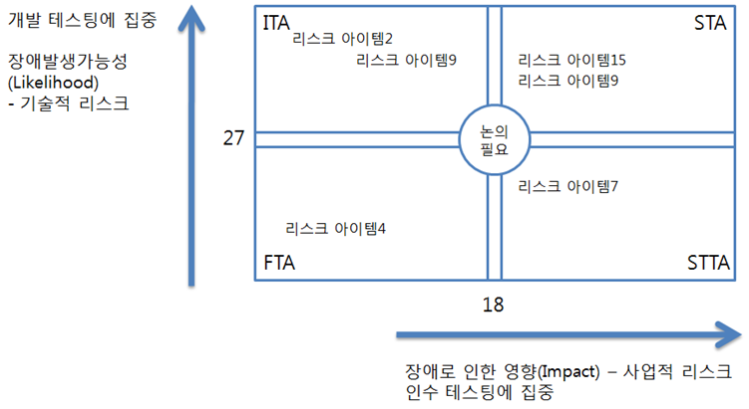 개발 테스팅에 집중
장애발생가능성
(Likelihood)
- 기술적 리스크
27
ITA
리스크 아이템2
리스크 아이템9
STA
리스크 아이템15
리스크 아이템9
논의
필요
리스크 아이템7
리스크 아이템4
FTA
STTA
18
장애로 인한 영향(Impact) – 사업적 리스크
인수 테스팅에 집중